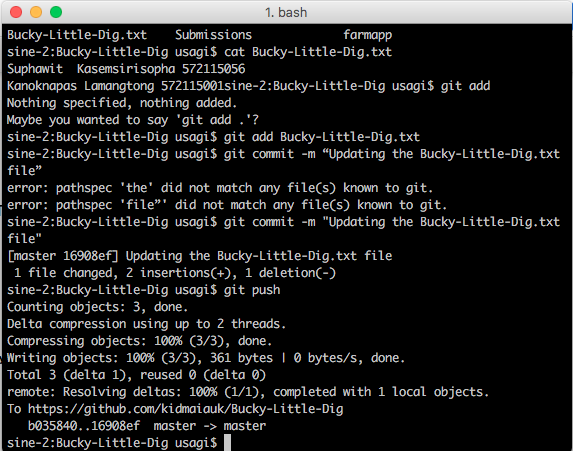 1. bash
Bucky-Little-Dig.txt    Submissions             farmapp
sine-2:Bucky-Little-Dig usagi$ cat Bucky-Little-Dig.txt
Suphawit  Kasemsirisopha 572115056
Kanoknapas Lamangtong 572115001sine-2:Bucky-Little-Dig usagi$ git add
Nothing specified, nothing added.
Maybe you wanted to say 'git add .'?
sine-2:Bucky-Little-Dig usagi$ git add Bucky-Little-Dig.txt
sine-2:Bucky-Little-Dig usagi$ git commit -m “Updating the Bucky-Little-Dig.txt
file”
error: pathspec 'the' did not match any file(s) known to git.
error: pathspec 'file”' did not match any file(s) known to git.
sine-2:Bucky-Little-Dig usagi$ git commit -m "Updating the Bucky-Little-Dig.txt
file"
[master 16908ef] Updating the Bucky-Little-Dig.txt file
 1 file changed, 2 insertions(+), 1 deletion(-)
sine-2:Bucky-Little-Dig usagi$ git push
Counting objects: 3, done.
Delta compression using up to 2 threads.
Compressing objects: 100% (3/3), done.
Writing objects: 100% (3/3), 361 bytes | 0 bytes/s, done.
Total 3 (delta 1), reused 0 (delta 0)
remote: Resolving deltas: 100% (1/1), completed with 1 local objects.
To https://github.com/kidmaiauk/Bucky-Little-Dig
   b035840..16908ef  master -> master
sine-2:Bucky-Little-Dig usagi$